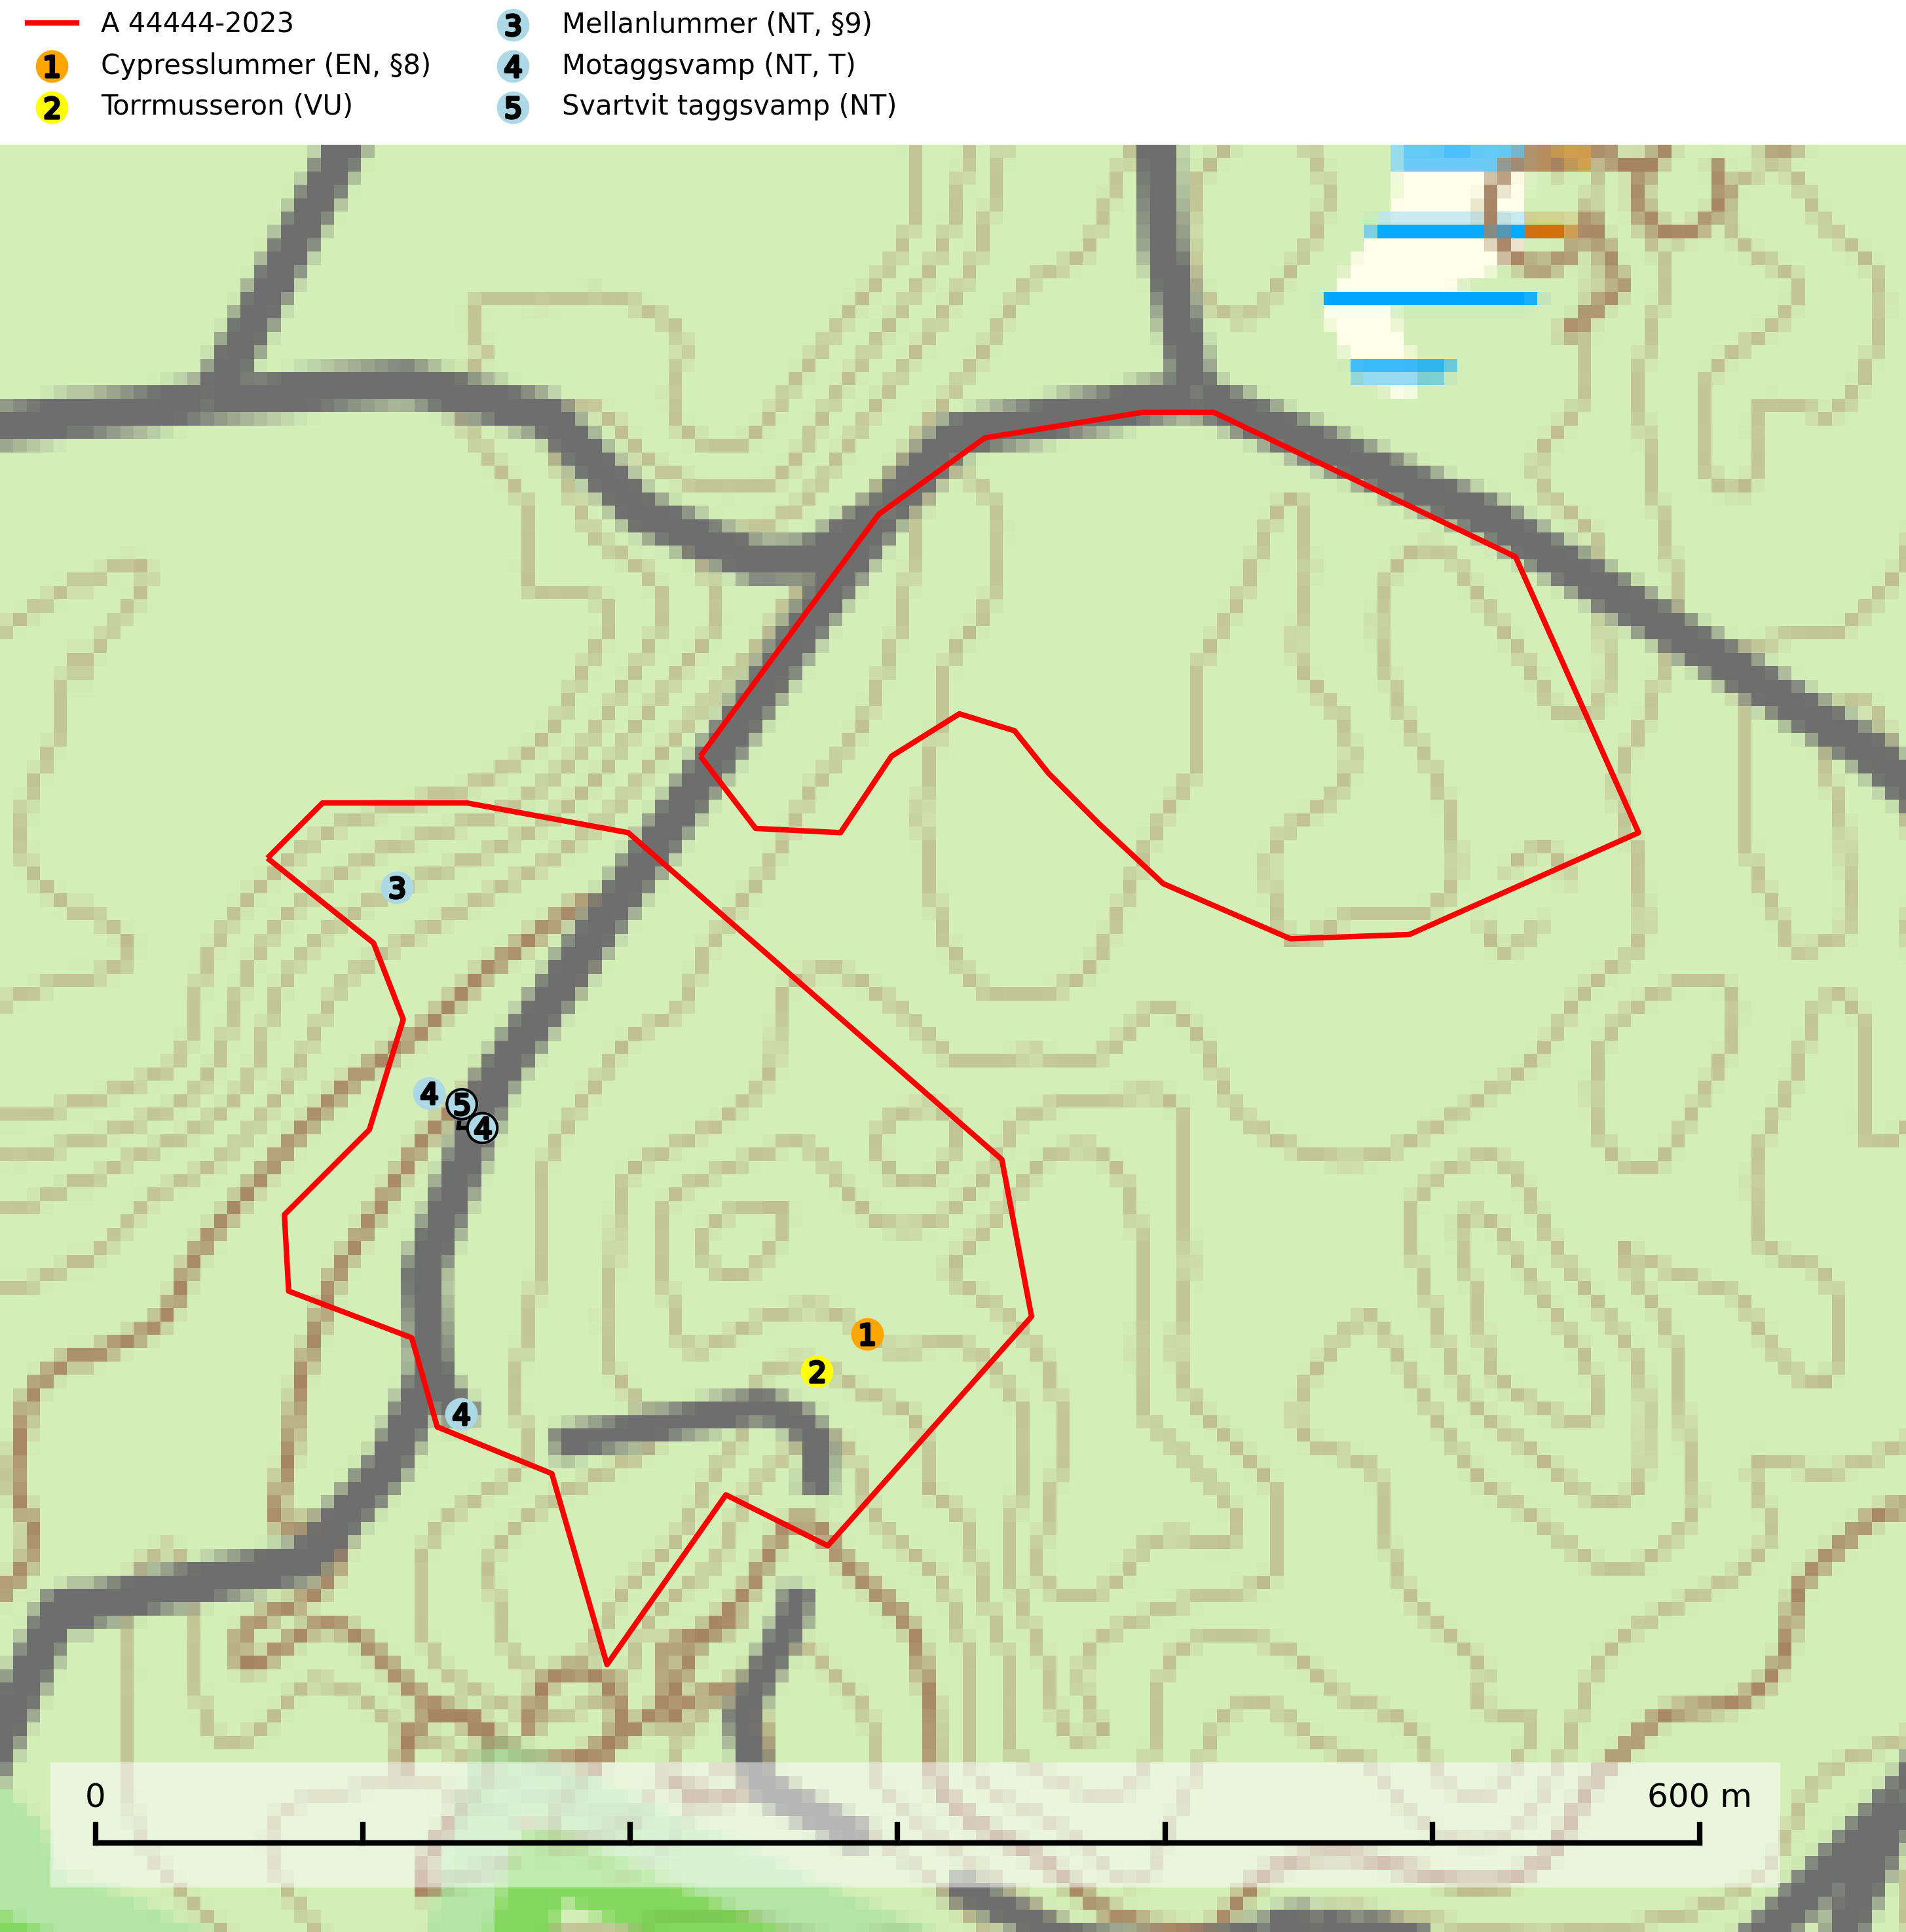 A 44444-2023
1 Cypresslummer (EN, §8)
2 Torrmusseron (VU)
3 Mellanlummer (NT, §9)
4 Motaggsvamp (NT, T)
5 Svartvit taggsvamp (NT)
3
4
5
4
1
2
4
0
600 m